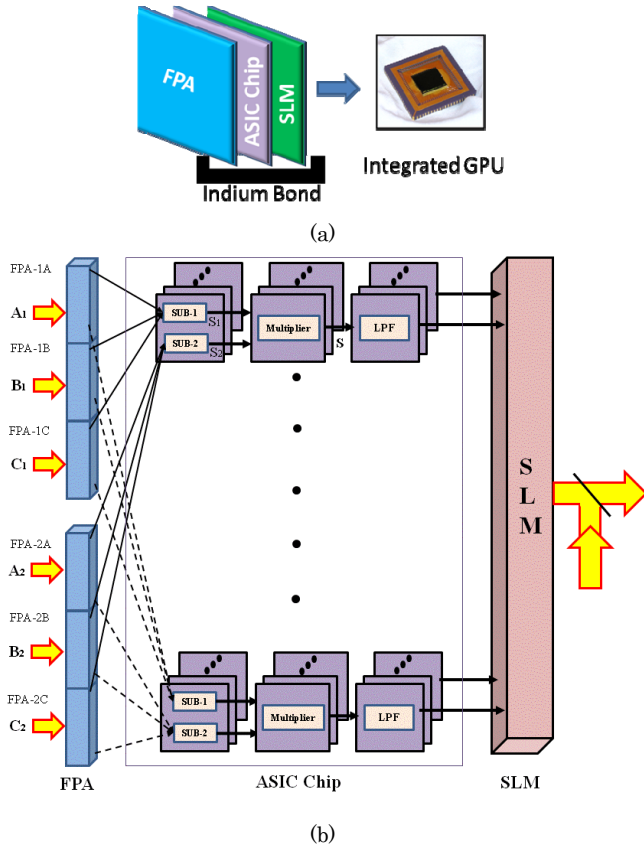 FPA
ASIC Chip
SLM
Indium Bond
Integrated GPU
(a)
FPA-1A
A1
FPA-1B
B1
FPA-1C
C1
FPA-2A
A2
FPA-2B
B2
FPA-2C
C2
SUB-1
S1
SUB-2
S2
Multiplier
S
LPF
SUB-1
SUB-2
Multiplier
LPF
S
L
M
FPA
ASIC Chip
SLM
(b)